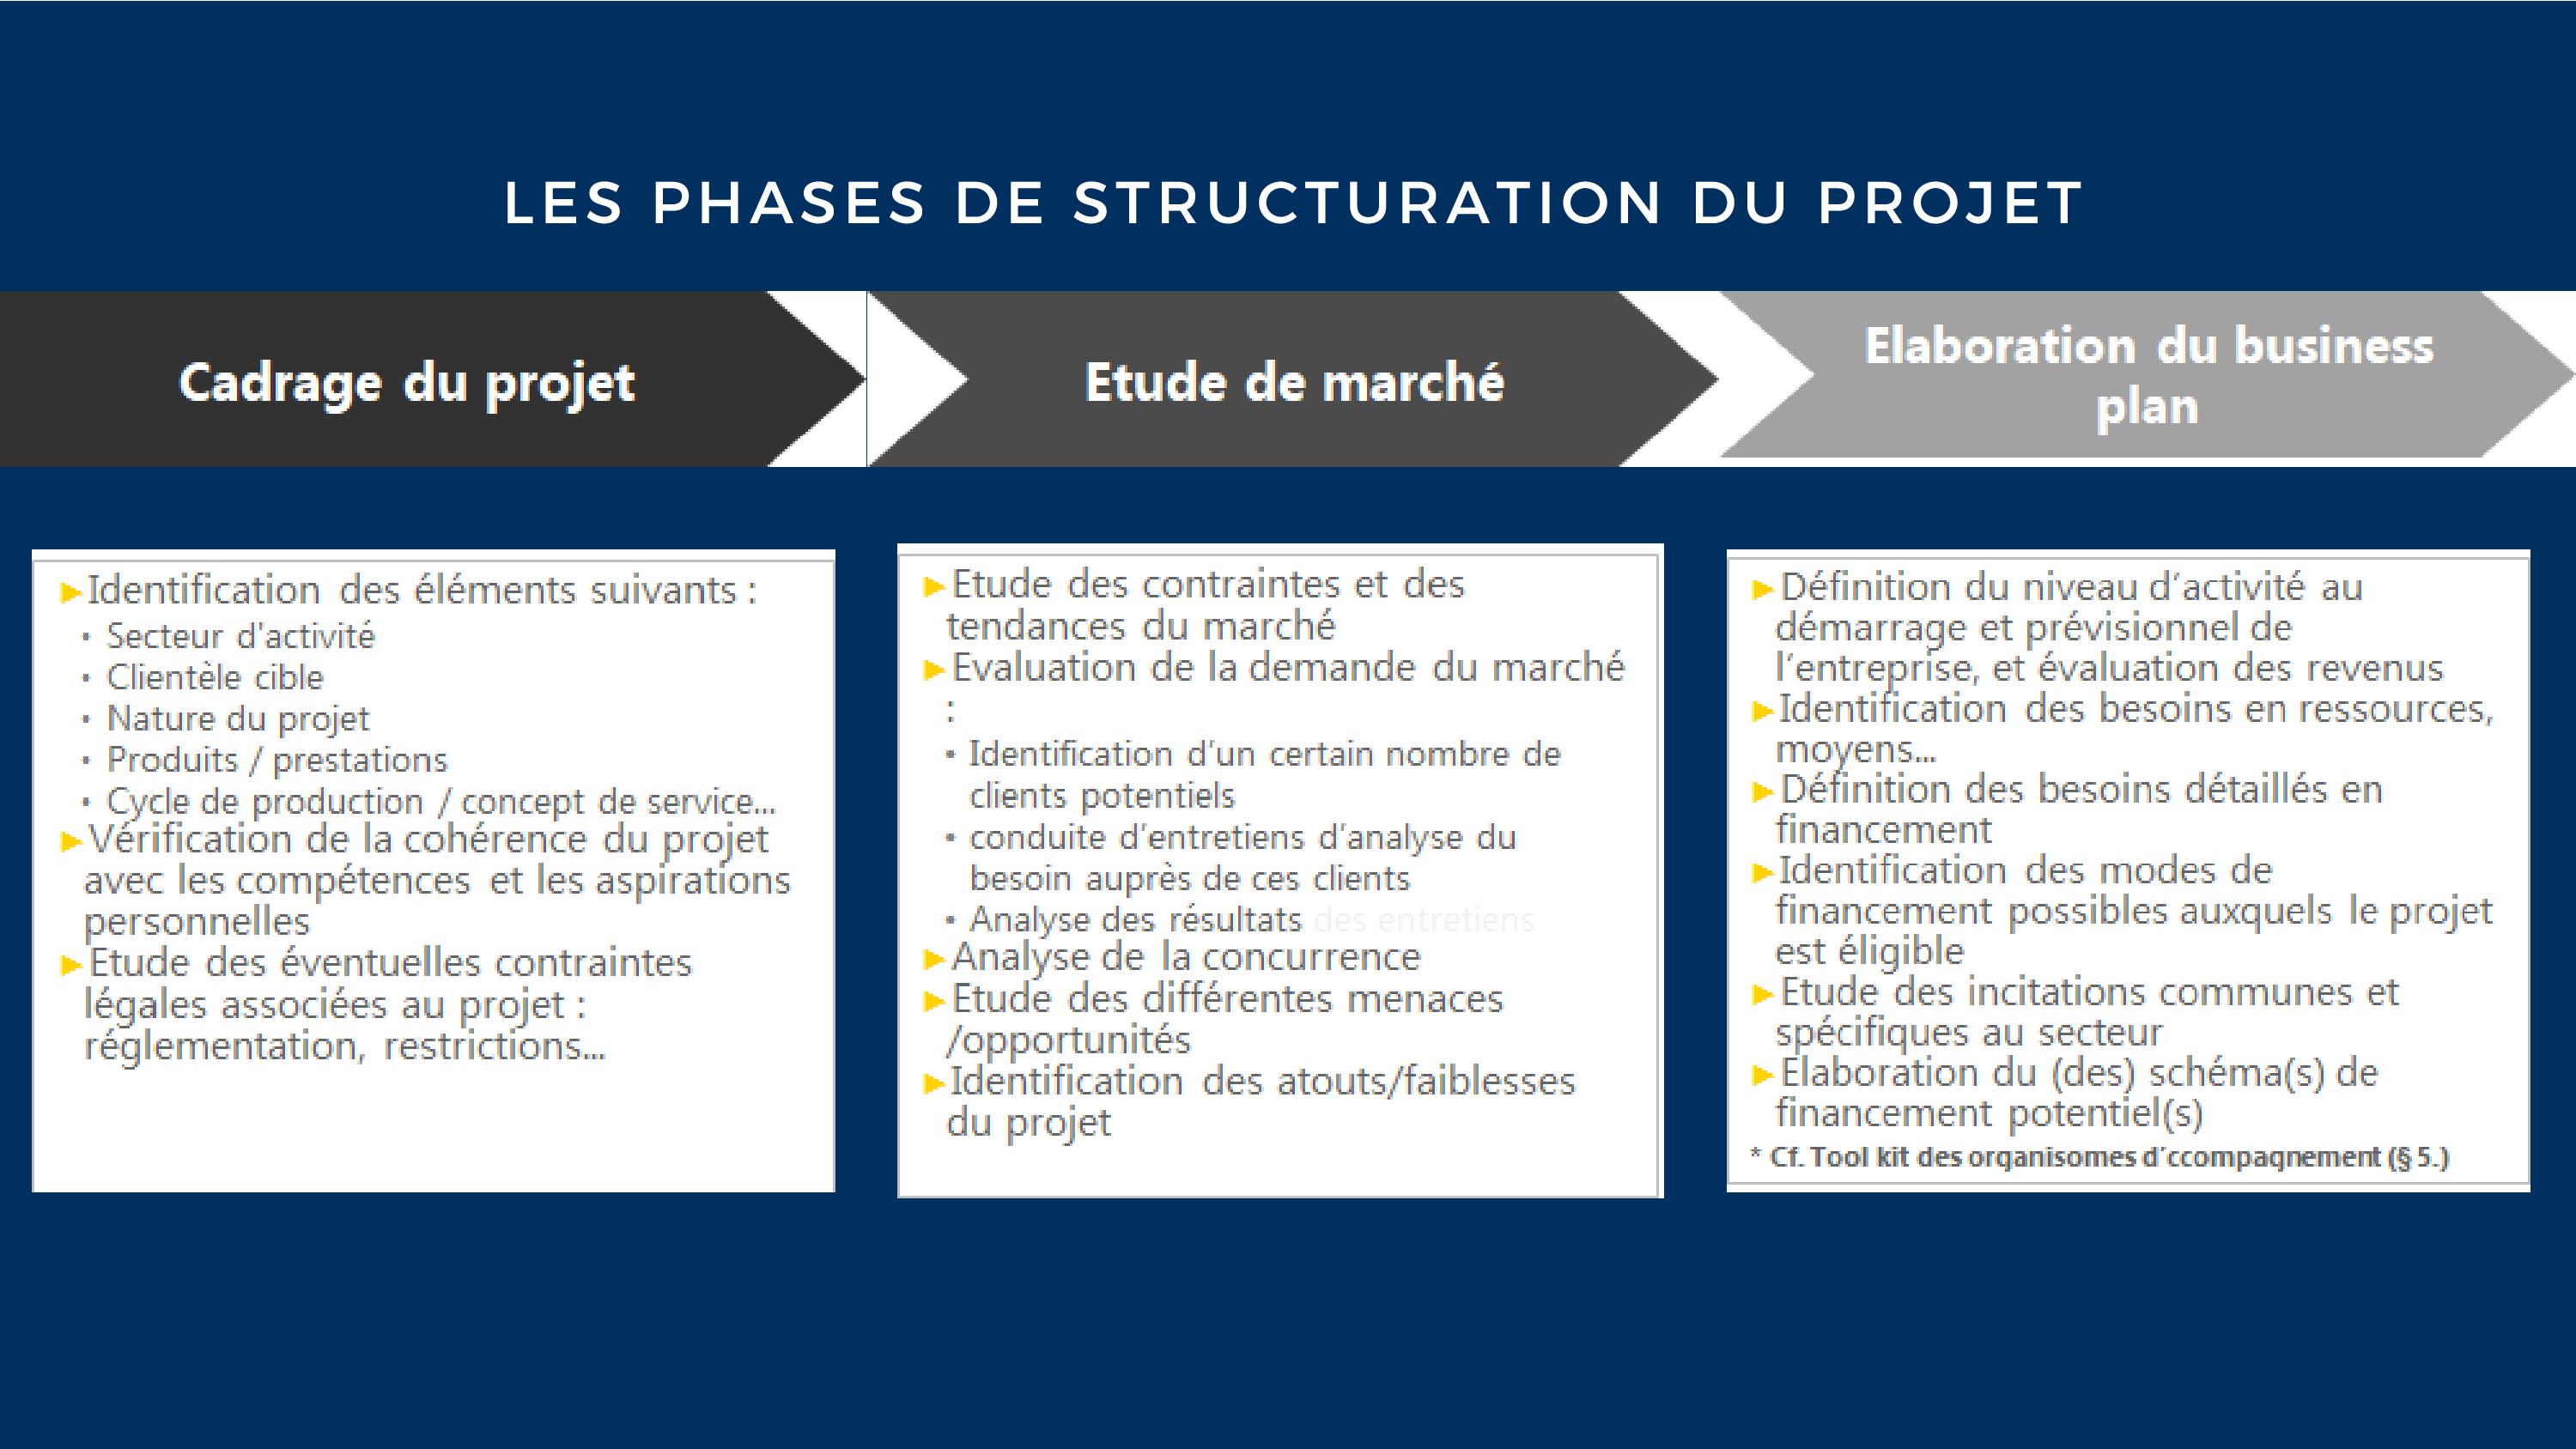 LES PHASES DE STRUCTURATION DU PROJET
Cadrage du projet
Etude de marché
Elaboration du business
plan
Identification des éléments suivants :
• Secteur d'activité
• Clientèle cible
• Nature du projet
• Produits / prestations
• Cycle de production / concept de service...
Vérification de la cohérence du projet
avec les compétences et les aspirations
personnelles
Etude des éventuelles contraintes
légales associées au projet :
réglementation, restrictions...
Etude des contraintes et des
tendances du marché
Evaluation de la demande du marché
:
• Identification d'un certain nombre de
clients potentiels
• conduite d'entretiens d'analyse du
besoin auprès de ces clients
• Analyse des résultats des entretiens
Analyse de la concurrence
Etude des différentes menaces
/opportunités
Identification des atouts/faiblesses
du projet
Définition du niveau d'activité au
démarrage et prévisionnel de
l'entreprise, et évaluation des revenus
Identification des besoins en ressources,
moyens...
Définition des besoins détaillés en
financement
Identification des modes de
financement possibles auxquels le projet
est éligible
Etude des incitations communes et
spécifiques au secteur
Elaboration du (des) schéma(s) de
financement potentiel(s)
* Cf. Tool kit des organisomes d'ccompagnement (§ 5.)